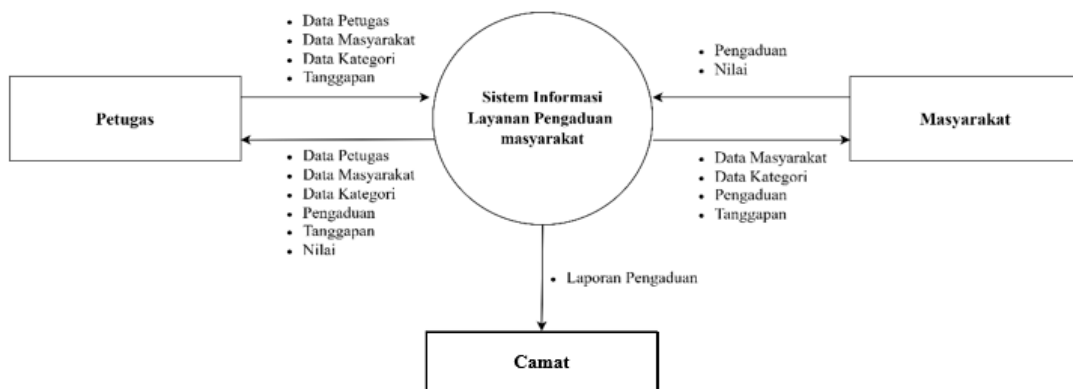 • Data Petugas
• Data Masyarakat
• Data Kategori
• Tanggapan
• Pengaduan
• Nilai
Petugas
Sistem Informasi
Layanan Pengaduan
masyarakat
Masyarakat
• Data Petugas
• Data Masyarakat
• Data Kategori
• Pengaduan
• Tanggapan
• Nilai
• Data Masyarakat
• Data Kategori
• Pengaduan
• Tanggapan
• Laporan Pengaduan
Camat